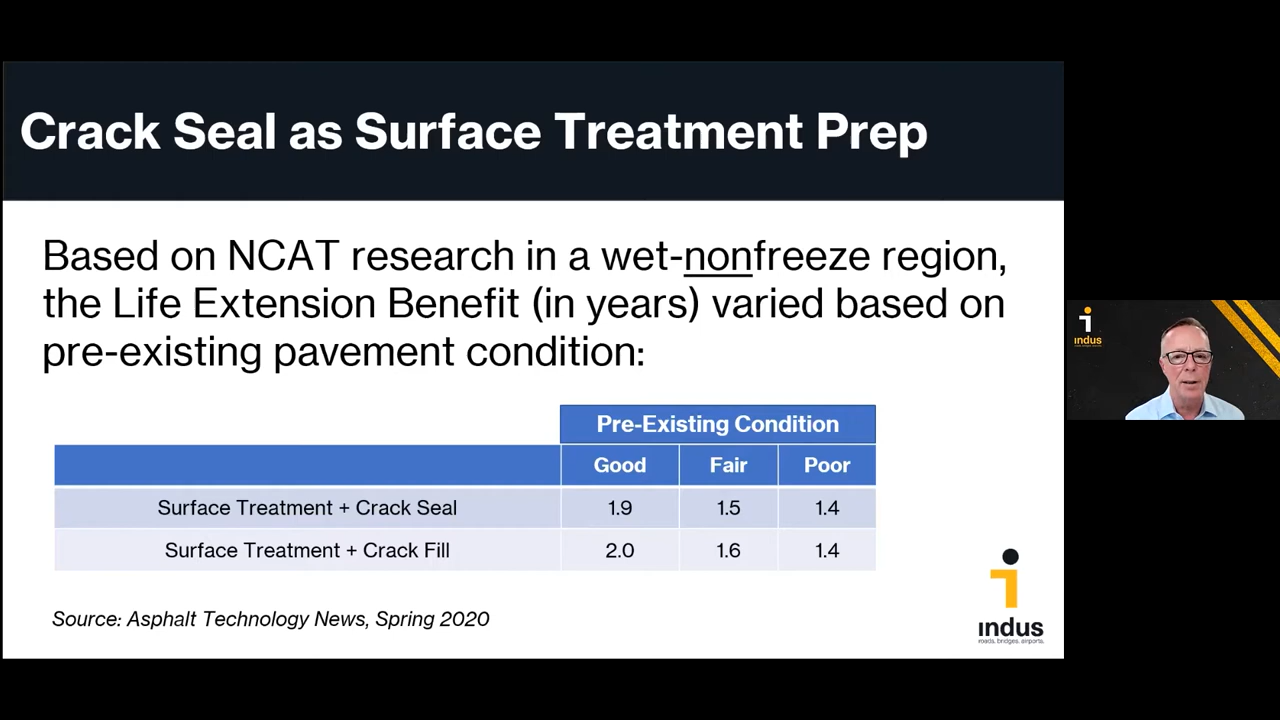 Crack Seal as Surface Treatment Prep
Based on NCAT research in a wet-nonfreeze region,
the Life Extension Benefit (in years) varied based on
pre-existing pavement condition:
Pre-Existing Condition
Good Fair Poor
Surface Treatment + Crack Seal 1.9 1.5 1.4
Surface Treatment + Crack Fill 2.0 1.6 1.4
Source: Asphalt Technology News, Spring 2020
indus
roads. bridges. airports.
indus